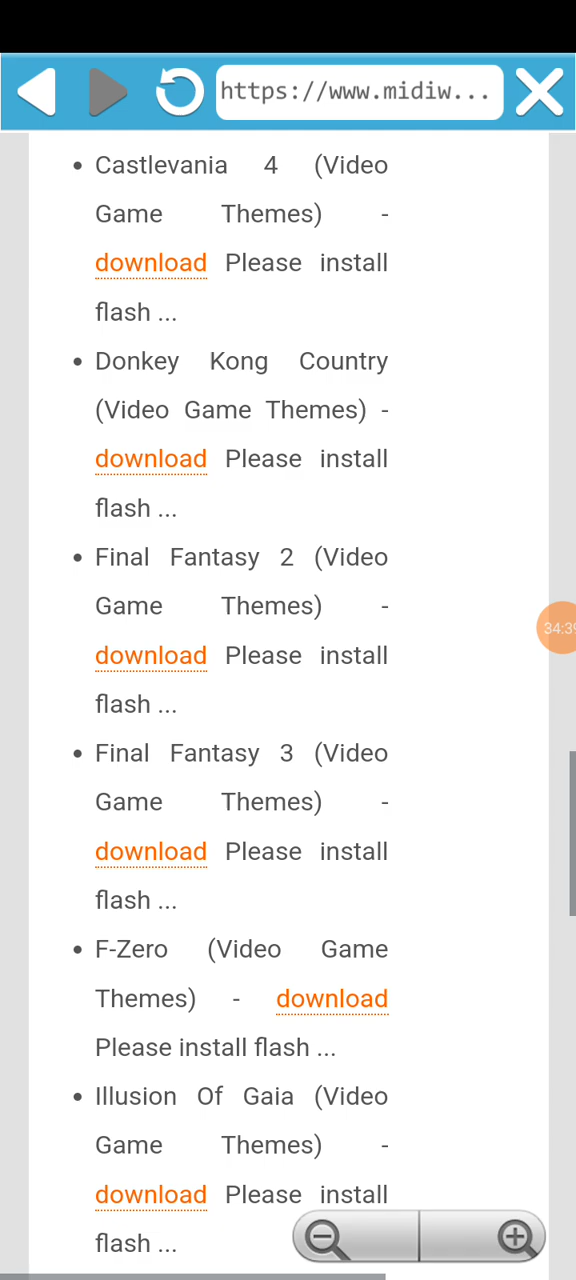 https://www.midiw...
Castlevania 4 (Video
Game Themes) -
download Please install
flash ...
Donkey Kong Country
(Video Game Themes) -
download Please install
flash ...
Final Fantasy 2 (Video
Game Themes) -
download Please install
flash ...
Final Fantasy 3 (Video
Game Themes) -
download Please install
flash ...
34:39
F-Zero (Video Game
Themes) - download
Please install flash ...
Illusion Of Gaia (Video
Game Themes) -
download Please install
flash ...